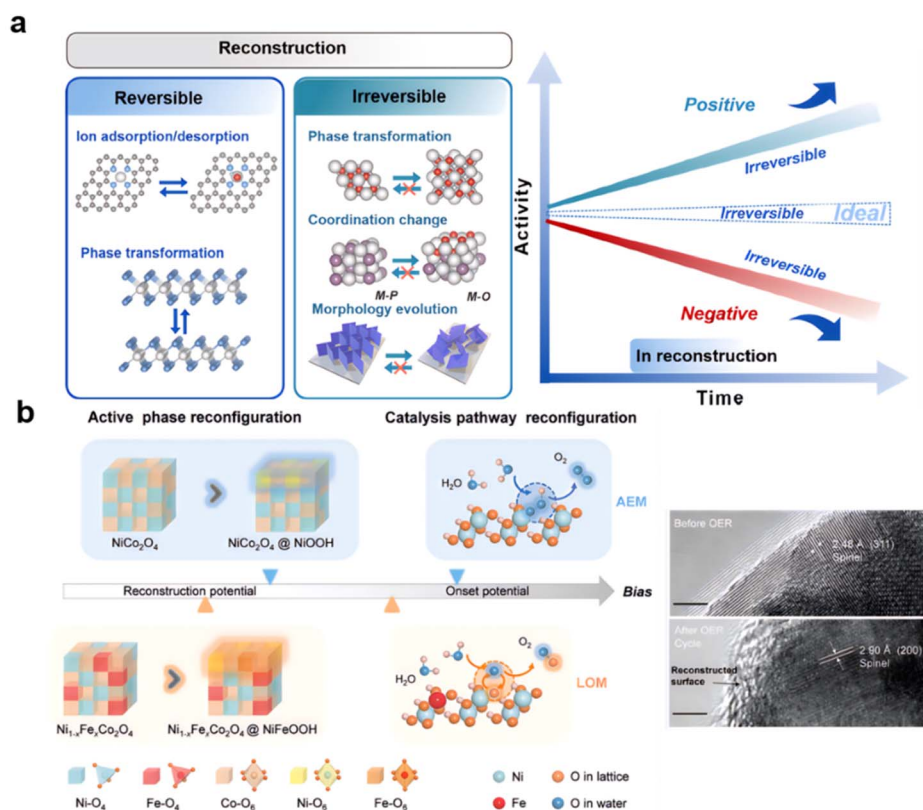 a
Reconstruction
Reversible
Ion adsorption/desorption
Phase transformation
Irreversible
Phase transformation
Coordination change
M-P
M-O
Morphology evolution
Activity
Positive
Irreversible
Irreversible
Ideal
Irreversible
Negative
In reconstruction
Time
b
Active phase reconfiguration
Catalysis pathway reconfiguration
NiCo₂O₄
NiCo₂O₄ @ NiOOH
H₂O
O₂
AEM
Reconstruction potential
Onset potential
Bias
Ni₁₋ₓFeₓCo₂O₄
Ni₁₋ₓFeₓCo₂O₄ @ NiFeOOH
H₂O
O₂
LOM
Ni-O₄
Fe-O₄
Co-O₆
Ni-O₆
Fe-O₆
Ni
O in lattice
Fe
O in water
Before OER
2.48 Å (311)
Spinel
After OER
Cycle
2.90 Å (200)
Spinel
Reconstructed
surface